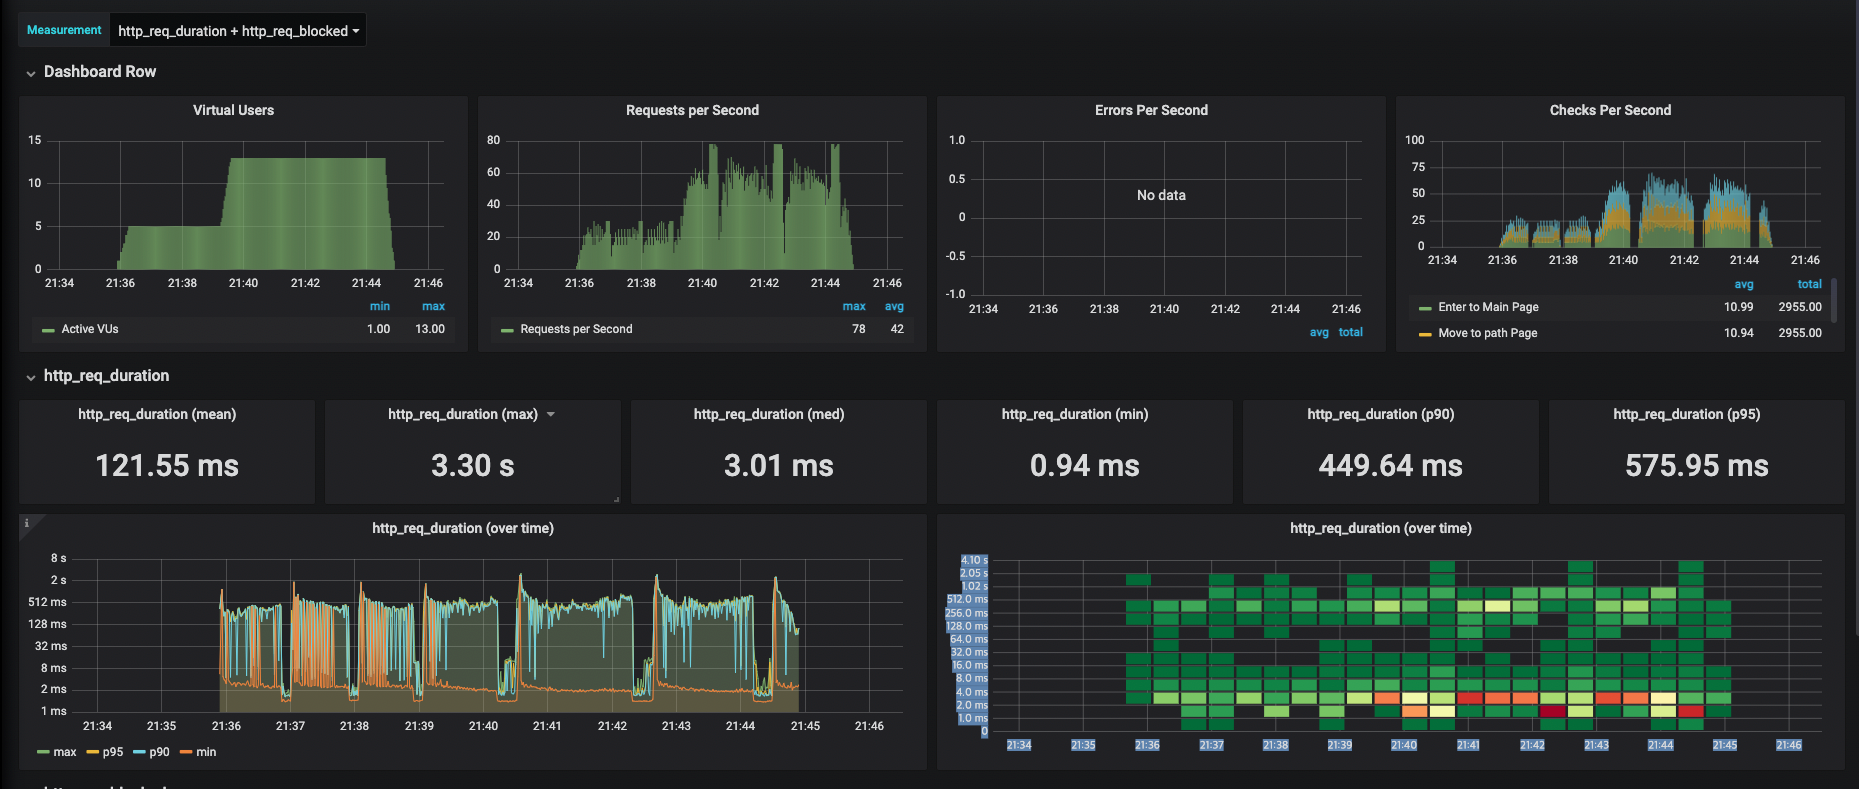 Measurement http_req_duration + http_req_blocked
Dashboard Row
Virtual Users
15
10
5
0
21:34 21:36 21:38 21:40 21:42 21:44 21:46
min max
Active VUs 1.00 13.00
Requests per Second
80
60
40
20
0
21:34 21:36 21:38 21:40 21:42 21:44 21:46
max avg
Requests per Second 78 42
Errors Per Second
1.0
0.5
0
-0.5
-1.0
No data
21:34 21:36 21:38 21:40 21:42 21:44 21:46
avg total
Checks Per Second
100
75
50
25
0
21:34 21:36 21:38 21:40 21:42 21:44 21:46
avg total
Enter to Main Page 10.99 2955.00
Move to path Page 10.94 2955.00
http_req_duration
http_req_duration (mean)
121.55 ms
http_req_duration (max)
3.30 s
http_req_duration (med)
3.01 ms
http_req_duration (min)
0.94 ms
http_req_duration (p90)
449.64 ms
http_req_duration (p95)
575.95 ms
i
http_req_duration (over time)
8 s
2 s
512 ms
128 ms
32 ms
8 ms
2 ms
1 ms
21:34 21:35 21:36 21:37 21:38 21:39 21:40 21:41 21:42 21:43 21:44 21:45 21:46
max p95 p90 min
http_req_duration (over time)
4.10 s
2.05 s
1.02 s
512.0 ms
256.0 ms
128.0 ms
64.0 ms
32.0 ms
16.0 ms
8.0 ms
4.0 ms
2.0 ms
1.0 ms
0
21:34 21:35 21:36 21:37 21:38 21:39 21:40 21:41 21:42 21:43 21:44 21:45 21:46